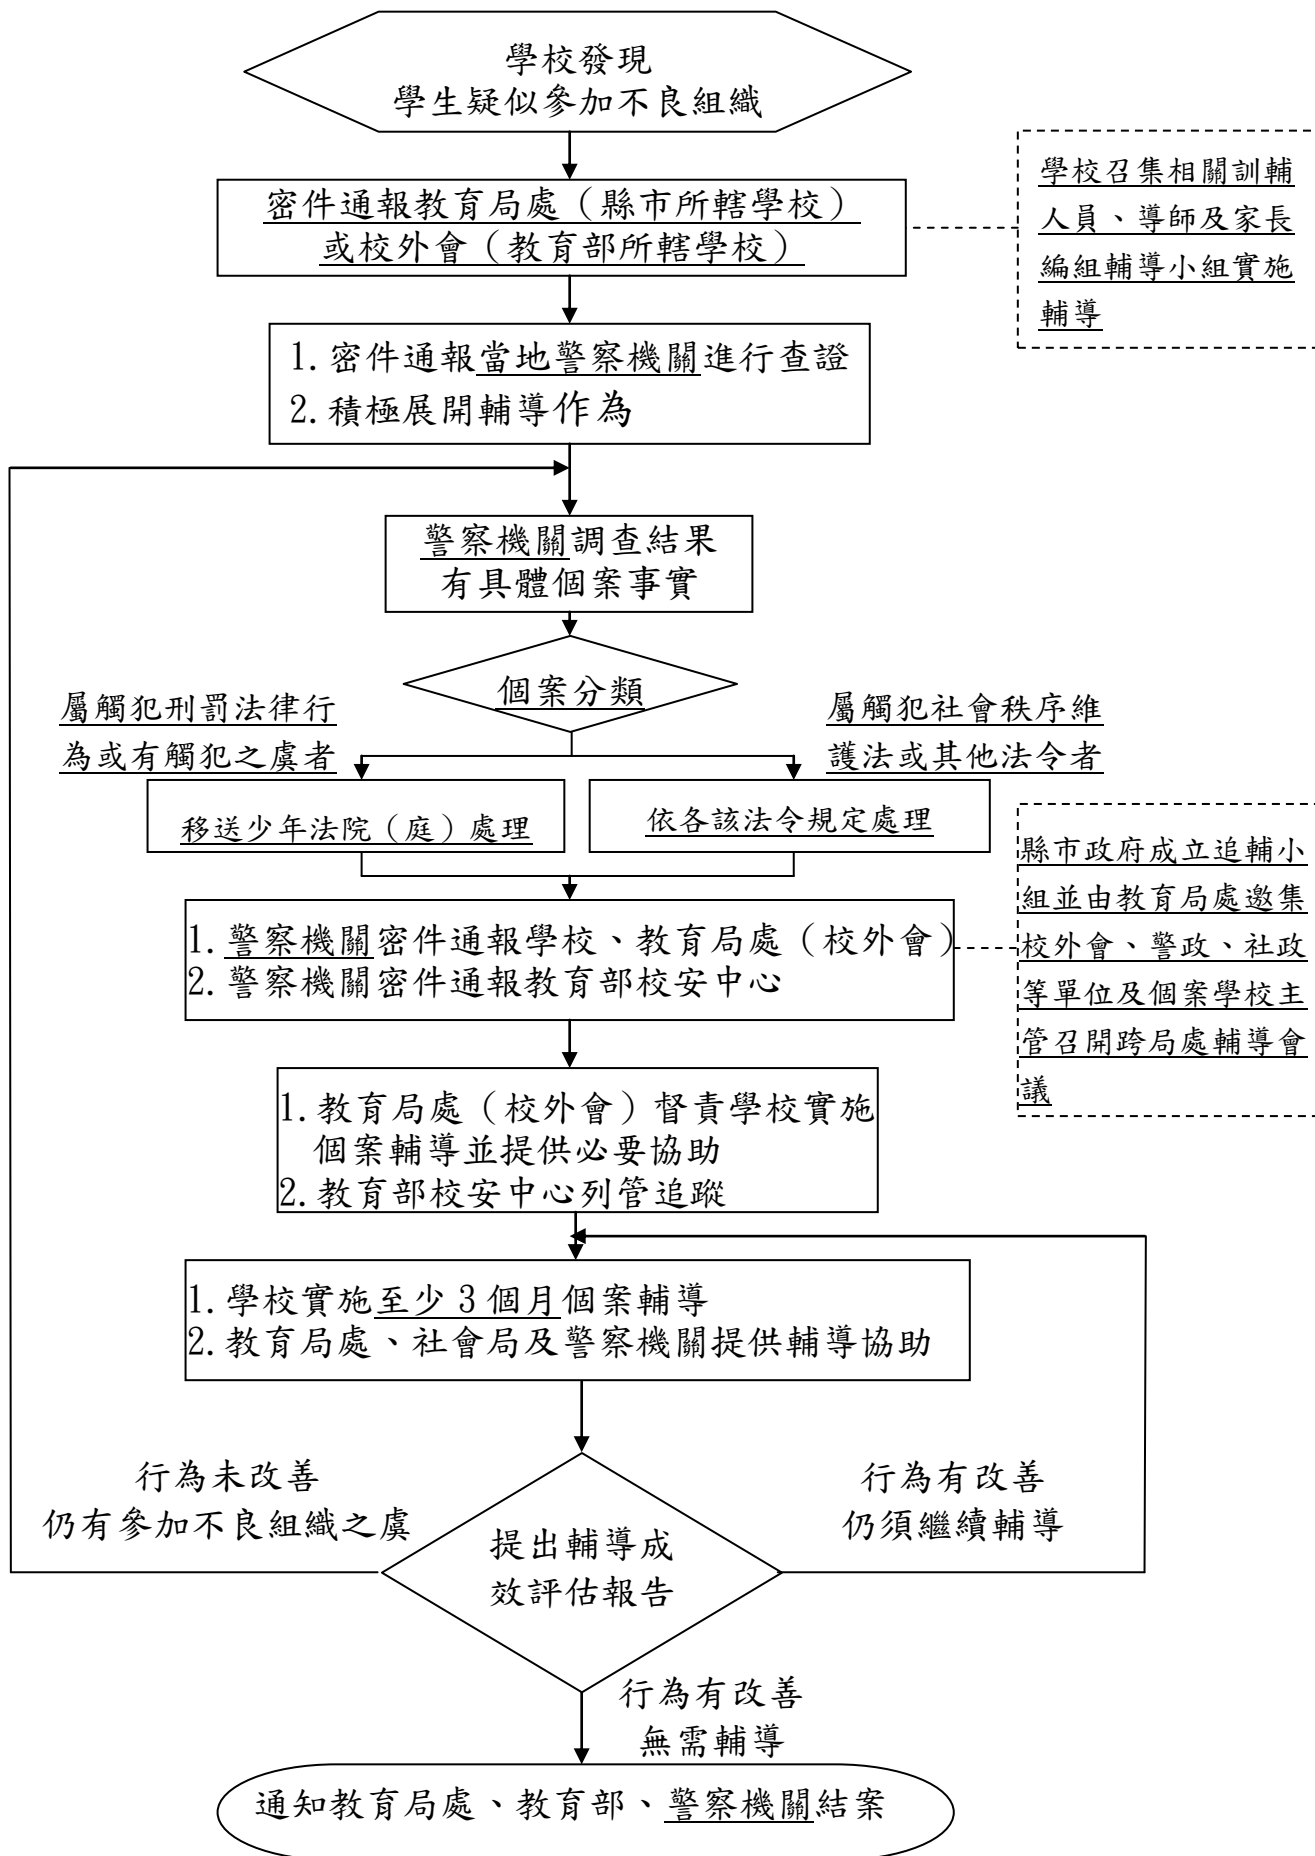 學校發現
學生疑似參加不良組織
密件通報教育局處（縣市所轄學校）
或校外會（教育部所轄學校）
學校召集相關訓輔
人員、導師及家長
編組輔導小組實施
輔導
1.密件通報當地警察機關進行查證
2.積極展開輔導作為
警察機關調查結果
有具體個案事實
個案分類
屬觸犯刑罰法律行
為或有觸犯之虞者
屬觸犯社會秩序維
護法或其他法令者
移送少年法院（庭）處理
依各該法令規定處理
縣市政府成立追輔小
組並由教育局處邀集
校外會、警政、社政
等單位及個案學校主
管召開跨局處輔導會
議
1.警察機關密件通報學校、教育局處（校外會）
2.警察機關密件通報教育部校安中心
1.教育局處（校外會）督責學校實施
個案輔導並提供必要協助
2.教育部校安中心列管追蹤
1.學校實施至少3個月個案輔導
2.教育局處、社會局及警察機關提供輔導協助
行為未改善
仍有參加不良組織之虞
行為有改善
仍須繼續輔導
提出輔導成
效評估報告
行為有改善
無需輔導
通知教育局處、教育部、警察機關結案